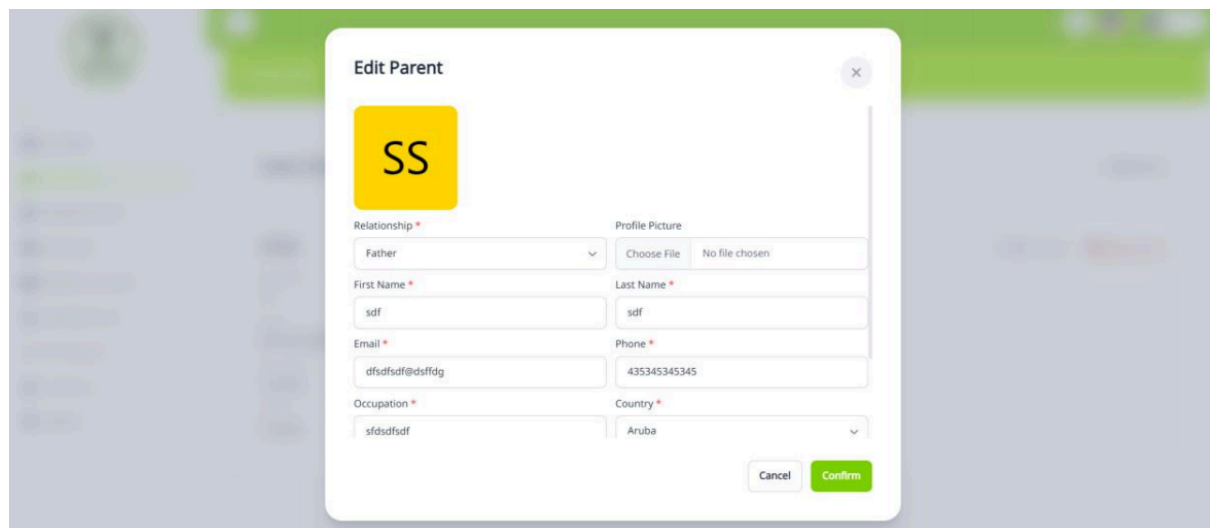 Edit Parent
SS
Relationship *
Profile Picture
Father
Choose File No file chosen
First Name *
Last Name *
sdf
sdf
Email *
Phone *
dfsdfsdf@dsffdg
435345345345
Occupation *
Country *
sfdsdfsdf
Aruba
Cancel
Confirm